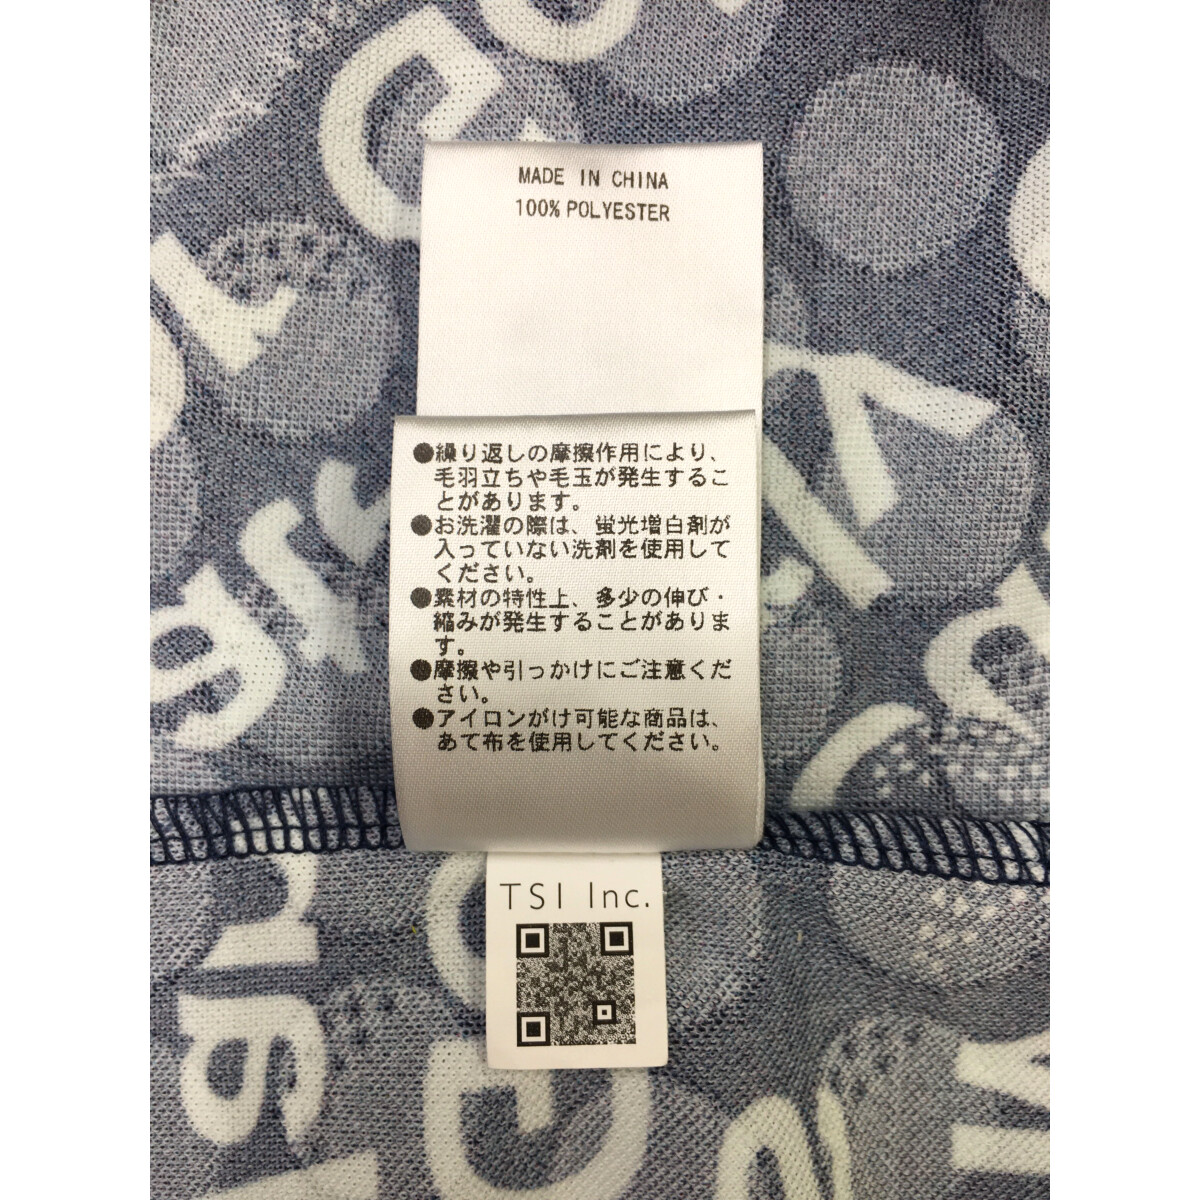 MADE IN CHINA
100% POLYESTER
●繰り返しの摩擦作用により、
毛羽立ちや毛玉が発生するこ
とがあります。
●お洗濯の際は、蛍光増白剤が
入っていない洗剤を使用して
ください。
●素材の特性上、多少の伸び・
縮みが発生することがありま
す。
●摩擦や引っかけにご注意くだ
さい。
●アイロンがけ可能な商品は、
あて布を使用してください。
TSI Inc.